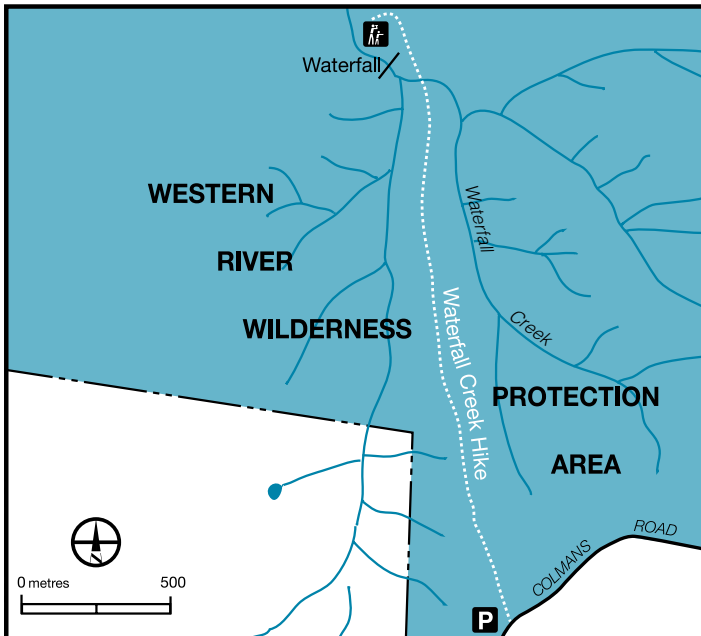 Waterfall
WESTERN
RIVER
WILDERNESS
Waterfall
Creek
Waterfall Creek Hike
PROTECTION
AREA
COLMANS
ROAD
N
0 metres 500
P